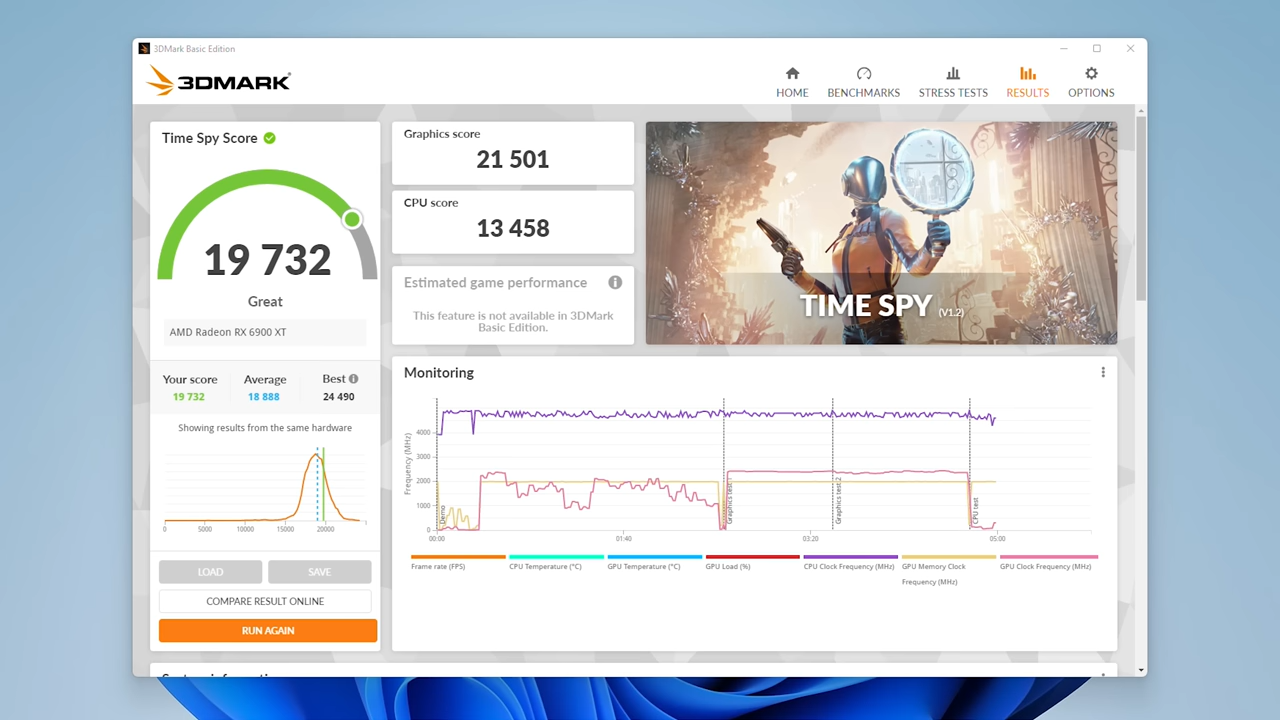 3DMark Basic Edition
3DMARK
HOME
BENCHMARKS
STRESS TESTS
RESULTS
OPTIONS
Time Spy Score
19 732
Great
AMD Radeon RX 6900 XT
Your score
19 732
Average
18 888
Best
24 490
Showing results from the same hardware
0 5000 10000 15000 20000
LOAD
SAVE
COMPARE RESULT ONLINE
RUN AGAIN
Graphics score
21 501
CPU score
13 458
Estimated game performance
This feature is not available in 3DMark
Basic Edition.
TIME SPY (V1.2)
Monitoring
Frequency (MHz)
4000
3000
2000
1000
0
Demo
Graphics test 1
Graphics test 2
CPU test
00:00 01:40 03:20 05:00
Frame rate (FPS)
CPU Temperature (°C)
GPU Temperature (°C)
GPU Load (%)
CPU Clock Frequency (MHz)
GPU Memory Clock
Frequency (MHz)
GPU Clock Frequency (MHz)